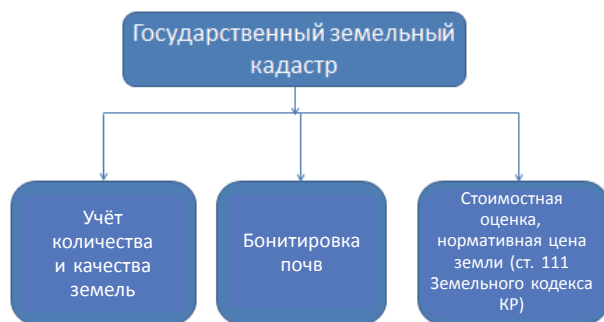 Государственный земельный
кадастр
Учёт
количества
и качества
земель
Бонитировка
почв
Стоимостная
оценка,
нормативная цена
земли (ст. 111
Земельного кодекса
КР)